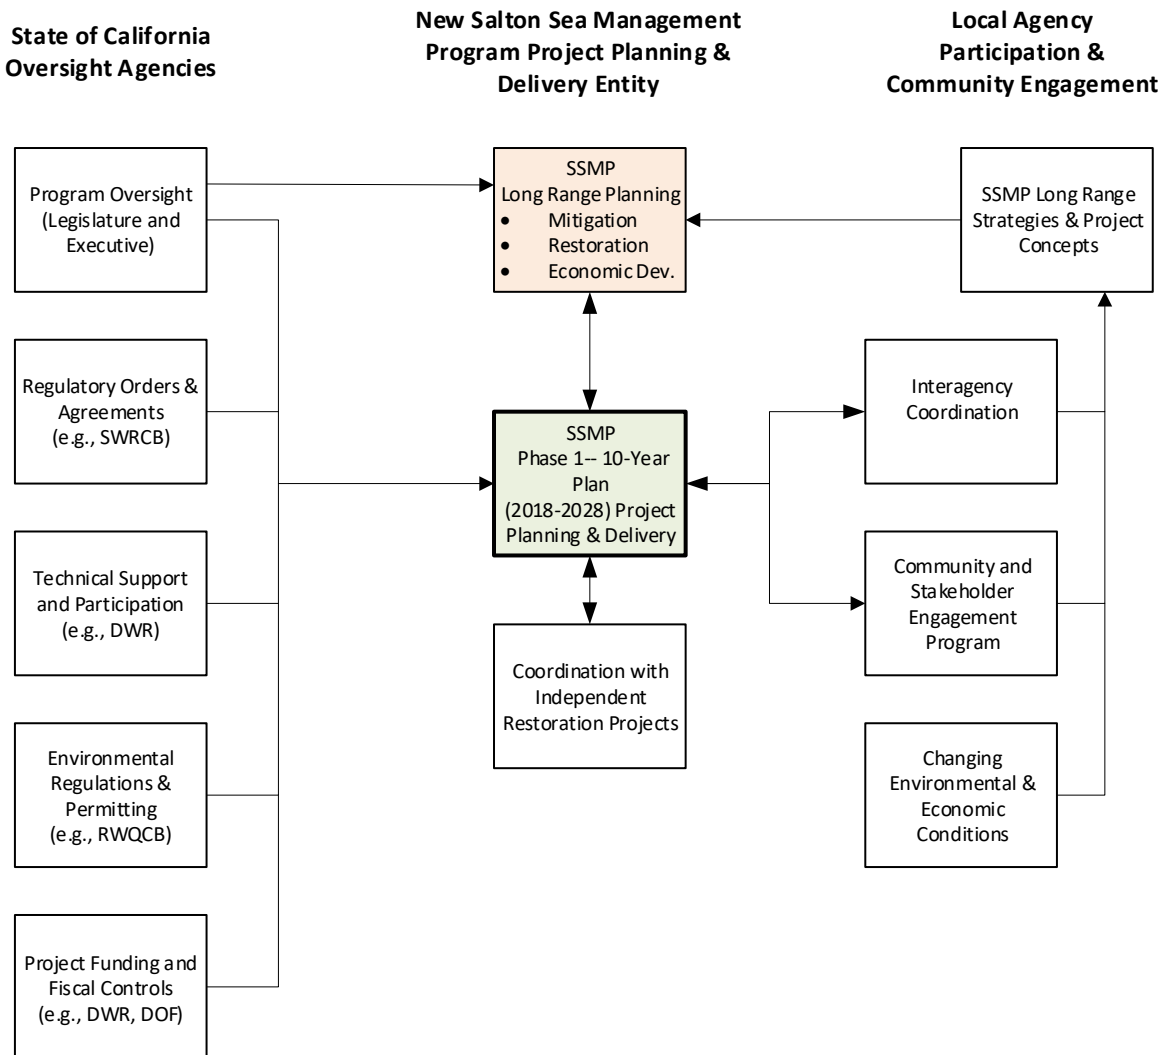 State of California
Oversight Agencies
New Salton Sea Management
Program Project Planning &
Delivery Entity
Local Agency
Participation &
Community Engagement
Program Oversight
(Legislature and
Executive)
Regulatory Orders &
Agreements
(e.g., SWRCB)
Technical Support
and Participation
(e.g., DWR)
Environmental
Regulations &
Permitting
(e.g., RWQCB)
Project Funding and
Fiscal Controls
(e.g., DWR, DOF)
SSMP
Long Range Planning
• Mitigation
• Restoration
• Economic Dev.
SSMP
Phase 1-- 10-Year
Plan
(2018-2028) Project
Planning & Delivery
Coordination with
Independent
Restoration Projects
SSMP Long Range
Strategies & Project
Concepts
Interagency
Coordination
Community and
Stakeholder
Engagement
Program
Changing
Environmental &
Economic
Conditions